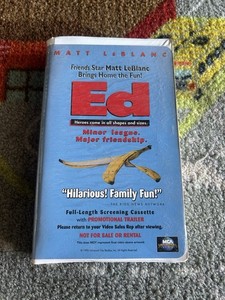 MATT LEBLANC
Friends Star Matt LeBlanc
Brings Home the Fun!
Ed
Heroes come in all shapes and sizes.
Minor league.
Major friendship.
"Hilarious! Family Fun!"
Full-Length Screening Cassette
with PROMOTIONAL TRAILER
Please return to your Video Sales Rep after viewing.
NOT FOR SALE OR RENTAL
MCA